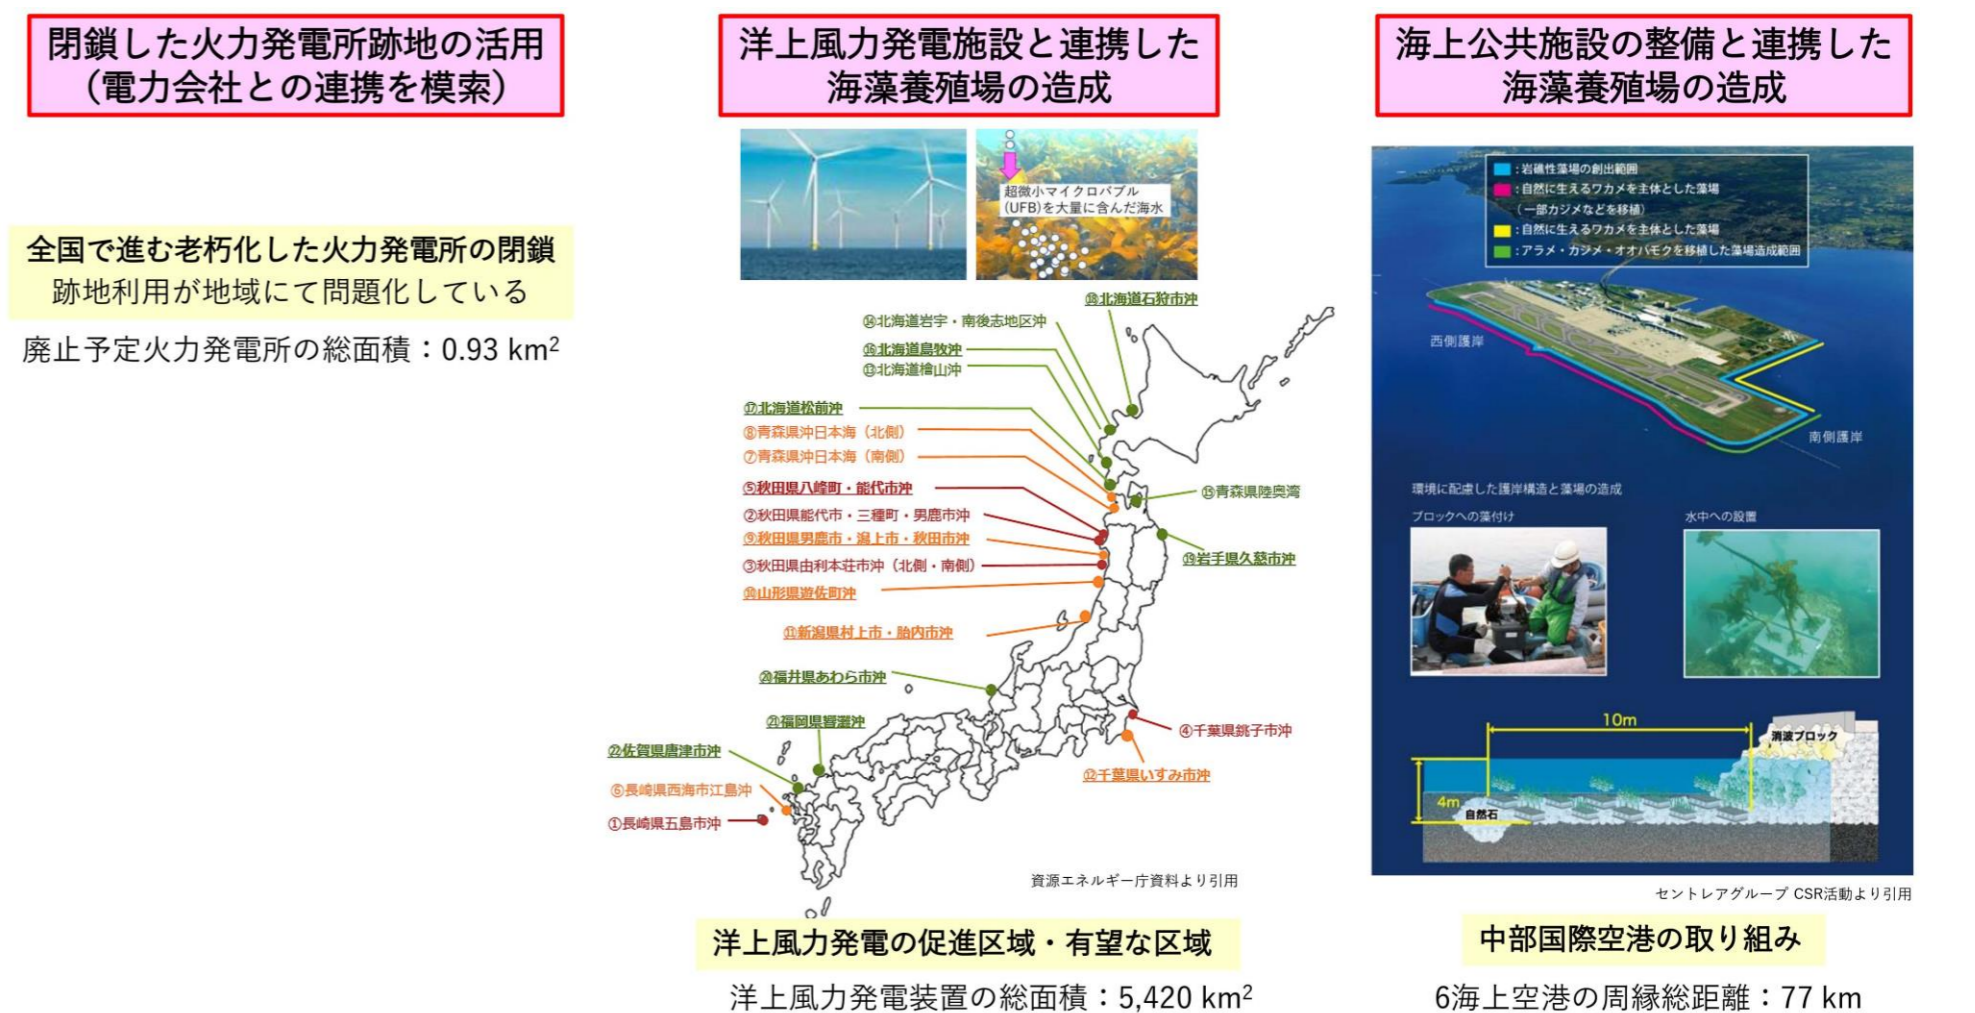 閉鎖した火力発電所跡地の活用
（電力会社との連携を模索）
全国で進む老朽化した火力発電所の閉鎖
跡地利用が地域にて問題化している
廃止予定火力発電所の総面積：0.93 km²
洋上風力発電施設と連携した
海藻養殖場の造成
超微小マイクロバブル
(UFB)を大量に含んだ海水
⑱北海道石狩市沖
⑭北海道岩宇・南後志地区沖
⑯北海道島牧沖
⑬北海道檜山沖
⑰北海道松前沖
⑧青森県沖日本海（北側）
⑦青森県沖日本海（南側）
⑤秋田県八峰町・能代市沖
⑮青森県陸奥湾
②秋田県能代市・三種町・男鹿市沖
⑨秋田県男鹿市・潟上市・秋田市沖
⑲岩手県久慈市沖
③秋田県由利本荘市沖（北側・南側）
⑩山形県遊佐町沖
⑪新潟県村上市・胎内市沖
⑳福井県あわら市沖
㉑福岡県響灘沖
④千葉県銚子市沖
㉒佐賀県唐津市沖
⑫千葉県いすみ市沖
⑥長崎県西海市江島沖
①長崎県五島市沖
資源エネルギー庁資料より引用
洋上風力発電の促進区域・有望な区域
洋上風力発電装置の総面積：5,420 km²
海上公共施設の整備と連携した
海藻養殖場の造成
：岩礁性藻場の創出範囲
：自然に生えるワカメを主体とした藻場
（一部カジメなどを移植）
：自然に生えるワカメを主体とした藻場
：アラメ・カジメ・オオバモクを移植した藻場造成範囲
西側護岸
南側護岸
環境に配慮した護岸構造と藻場の造成
ブロックへの藻付け
水中への設置
10m
消波ブロック
4m
自然石
セントレアグループ CSR活動より引用
中部国際空港の取り組み
6海上空港の周縁総距離：77 km